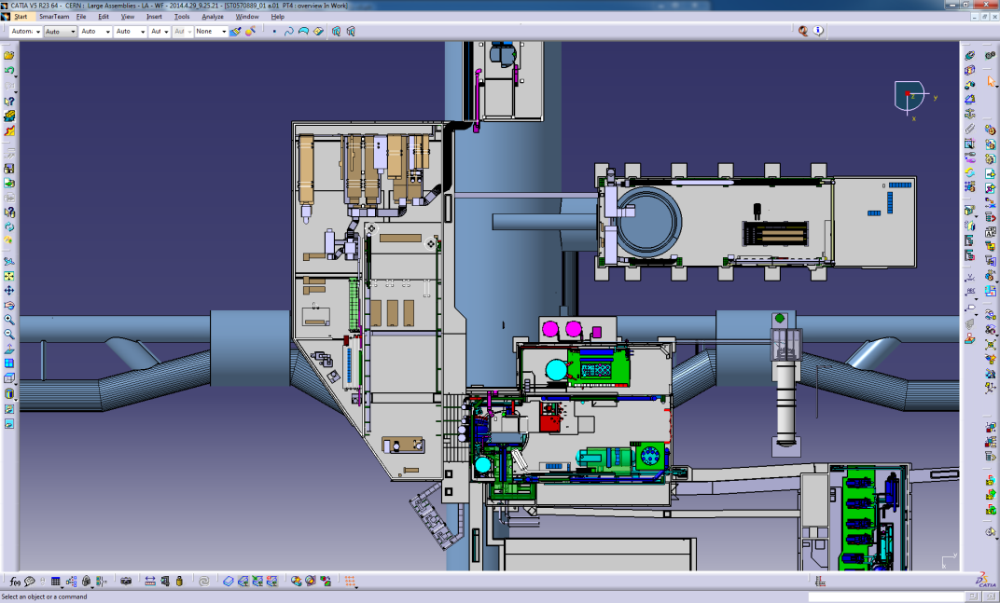 CATIA V5 R23 64 - CERN : Large Assemblies - LA - WF - 2014.4.29_9.25.21 - [ST0570889_01 a.01 PT4 : overview In Work]
Start SmarTeam File Edit View Insert Tools Analyze Window Help
Autom Auto Auto Auto Aut Aut None
y
x
y
x
f(x)
CATIA
Select an object or a command